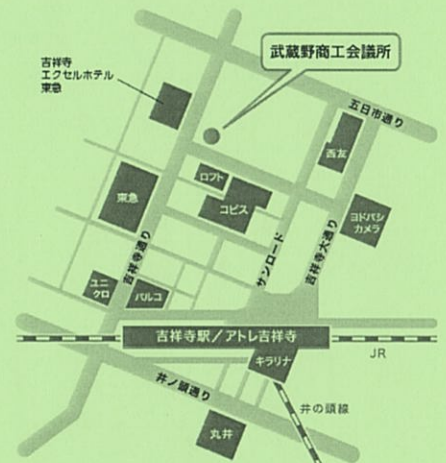 武蔵野商工会議所
吉祥寺
エクセルホテル
東急
五日市通り
西友
ロフト
コピス
東急
ヨドバシ
カメラ
吉祥寺通り
サンロード
吉祥寺大通り
ユニ
クロ
パルコ
吉祥寺駅/アトレ吉祥寺
キラリナ
JR
井ノ頭通り
井の頭線
丸井